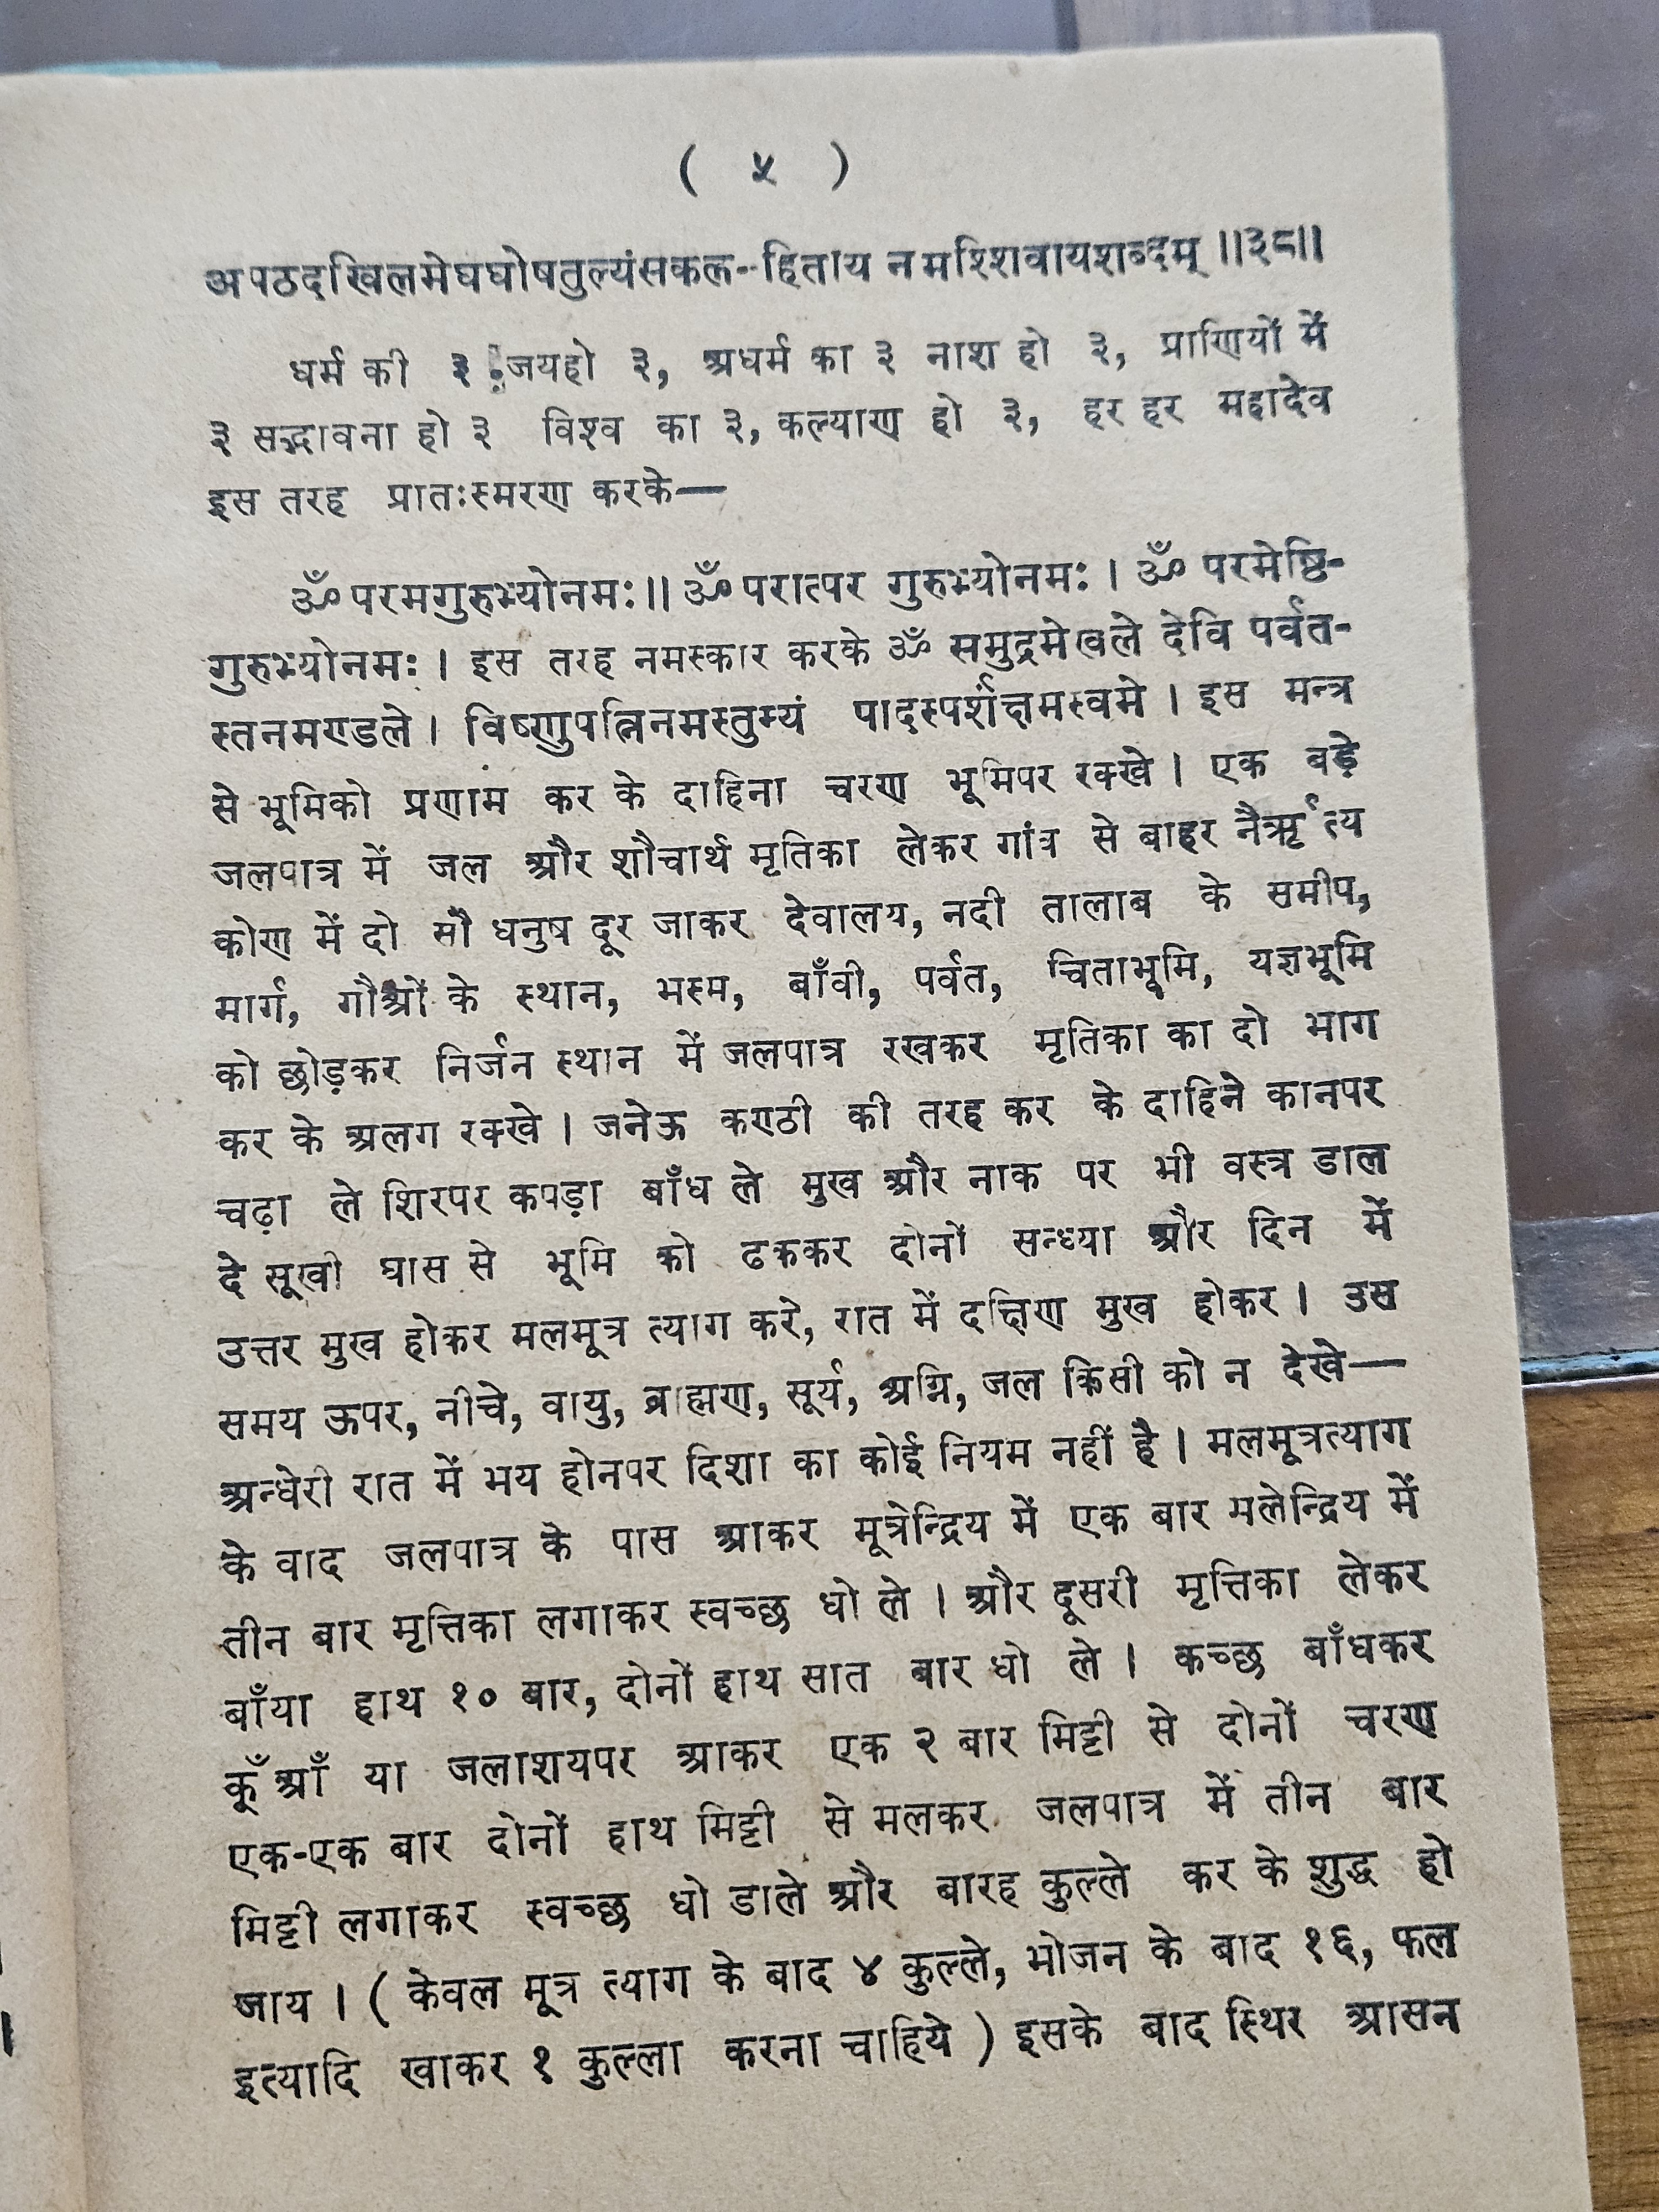 ( ५ )
अपठदखिलमेघघोषतुल्यंसकल--हिताय नमश्शिवायशब्दम् ॥३८॥
धर्म की ३ जयहो ३, अधर्म का ३ नाश हो ३, प्राणियों में
३ सद्भावना हो ३ विश्व का ३, कल्याण हो ३, हर हर महादेव
इस तरह प्रातःस्मरण करके—
ॐ परमगुरुभ्योनमः॥ ॐ परात्पर गुरुभ्योनमः। ॐ परमेष्ठि-
गुरुभ्योनमः। इस तरह नमस्कार करके ॐ समुद्रमेखले देवि पर्वत-
स्तनमण्डले। विष्णुपत्निनमस्तुभ्यं पादस्पर्शंक्षमस्वमे। इस मन्त्र
से भूमिको प्रणाम कर के दाहिना चरण भूमिपर रक्खे। एक बड़े
जलपात्र में जल और शौचार्थ मृतिका लेकर गांव से बाहर नैर्ऋत्य
कोण में दो सौ धनुष दूर जाकर देवालय, नदी तालाब के समीप,
मार्ग, गौओं के स्थान, भस्म, बाँवी, पर्वत, चिताभूमि, यज्ञभूमि
को छोड़कर निर्जन स्थान में जलपात्र रखकर मृतिका का दो भाग
कर के अलग रक्खे। जनेऊ कण्ठी की तरह कर के दाहिने कानपर
चढ़ा ले शिरपर कपड़ा बाँध ले मुख और नाक पर भी वस्त्र डाल
दे सूखी घास से भूमि को ढककर दोनों सन्ध्या और दिन में
उत्तर मुख होकर मलमूत्र त्याग करे, रात में दक्षिण मुख होकर। उस
समय ऊपर, नीचे, वायु, ब्राह्मण, सूर्य, अग्नि, जल किसी को न देखे—
अन्धेरी रात में भय होनपर दिशा का कोई नियम नहीं है। मलमूत्रत्याग
के वाद जलपात्र के पास आकर मूत्रेन्द्रिय में एक बार मलेन्द्रिय में
तीन बार मृत्तिका लगाकर स्वच्छ धो ले। और दूसरी मृत्तिका लेकर
बाँया हाथ १० बार, दोनों हाथ सात बार धो ले। कच्छ बाँधकर
कूँआँ या जलाशयपर आकर एक २ बार मिट्टी से दोनों चरण
एक-एक बार दोनों हाथ मिट्टी से मलकर जलपात्र में तीन बार
मिट्टी लगाकर स्वच्छ धो डाले और बारह कुल्ले कर के शुद्ध हो
जाय। ( केवल मूत्र त्याग के बाद ४ कुल्ले, भोजन के बाद १६, फल
इत्यादि खाकर १ कुल्ला करना चाहिये ) इसके बाद स्थिर आसन